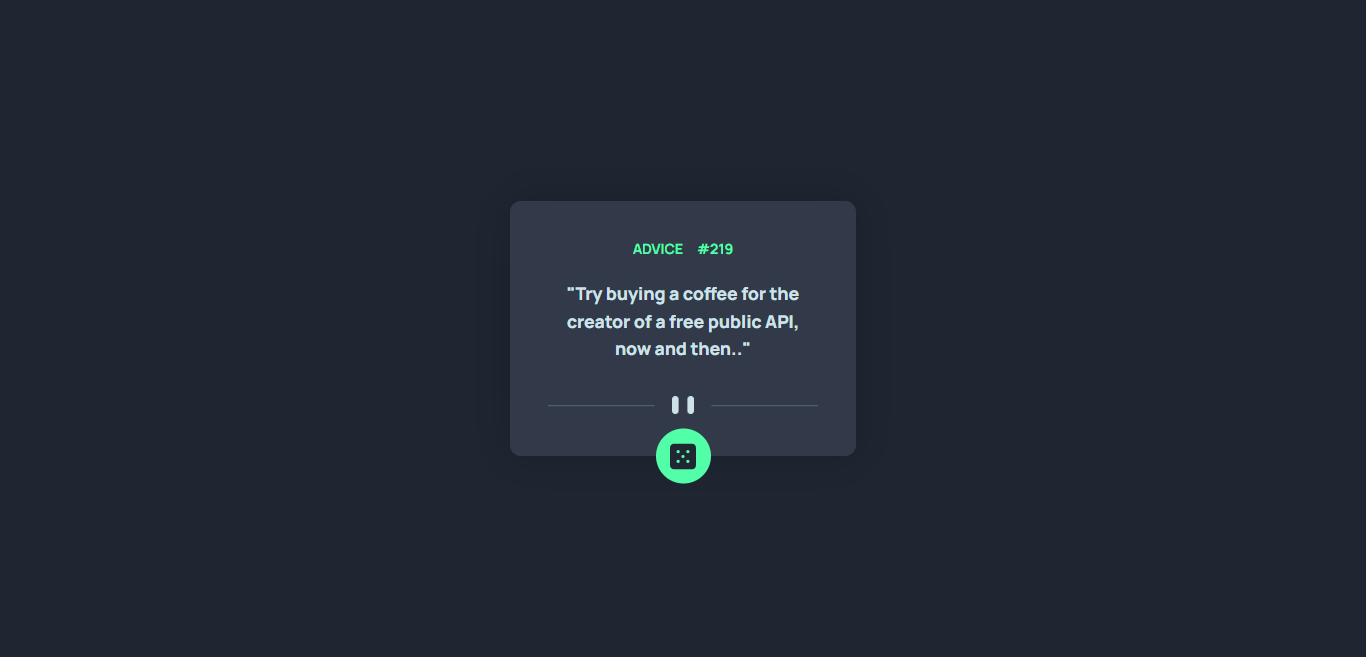 ADVICE #219
"Try buying a coffee for the
creator of a free public API,
now and then.."